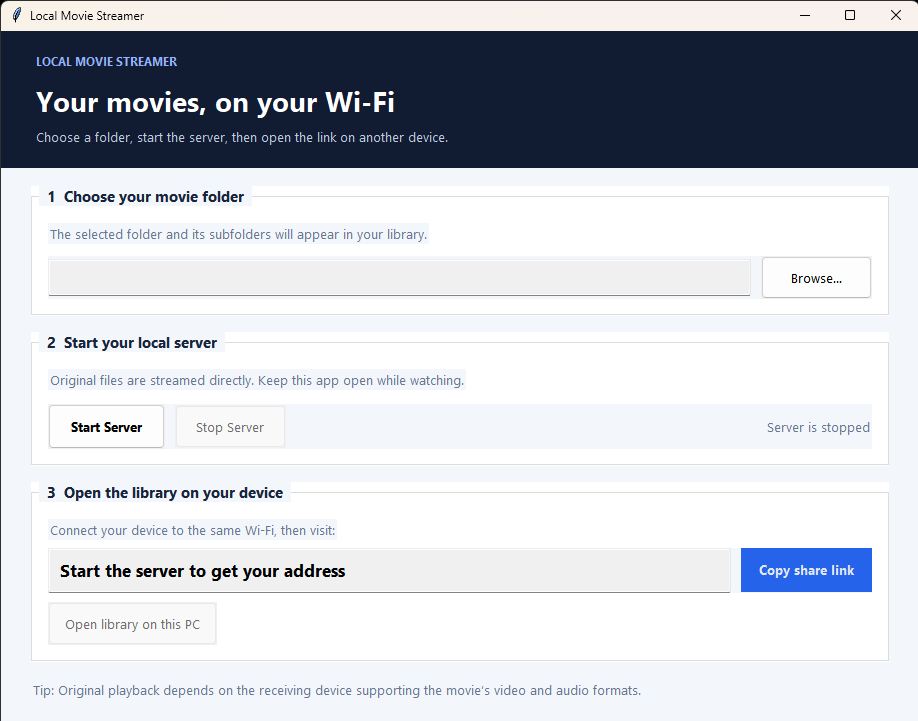 Local Movie Streamer
LOCAL MOVIE STREAMER
Your movies, on your Wi-Fi
Choose a folder, start the server, then open the link on another device.
1 Choose your movie folder
The selected folder and its subfolders will appear in your library.
Browse...
2 Start your local server
Original files are streamed directly. Keep this app open while watching.
Start Server Stop Server Server is stopped
3 Open the library on your device
Connect your device to the same Wi-Fi, then visit:
Start the server to get your address Copy share link
Open library on this PC
Tip: Original playback depends on the receiving device supporting the movie's video and audio formats.